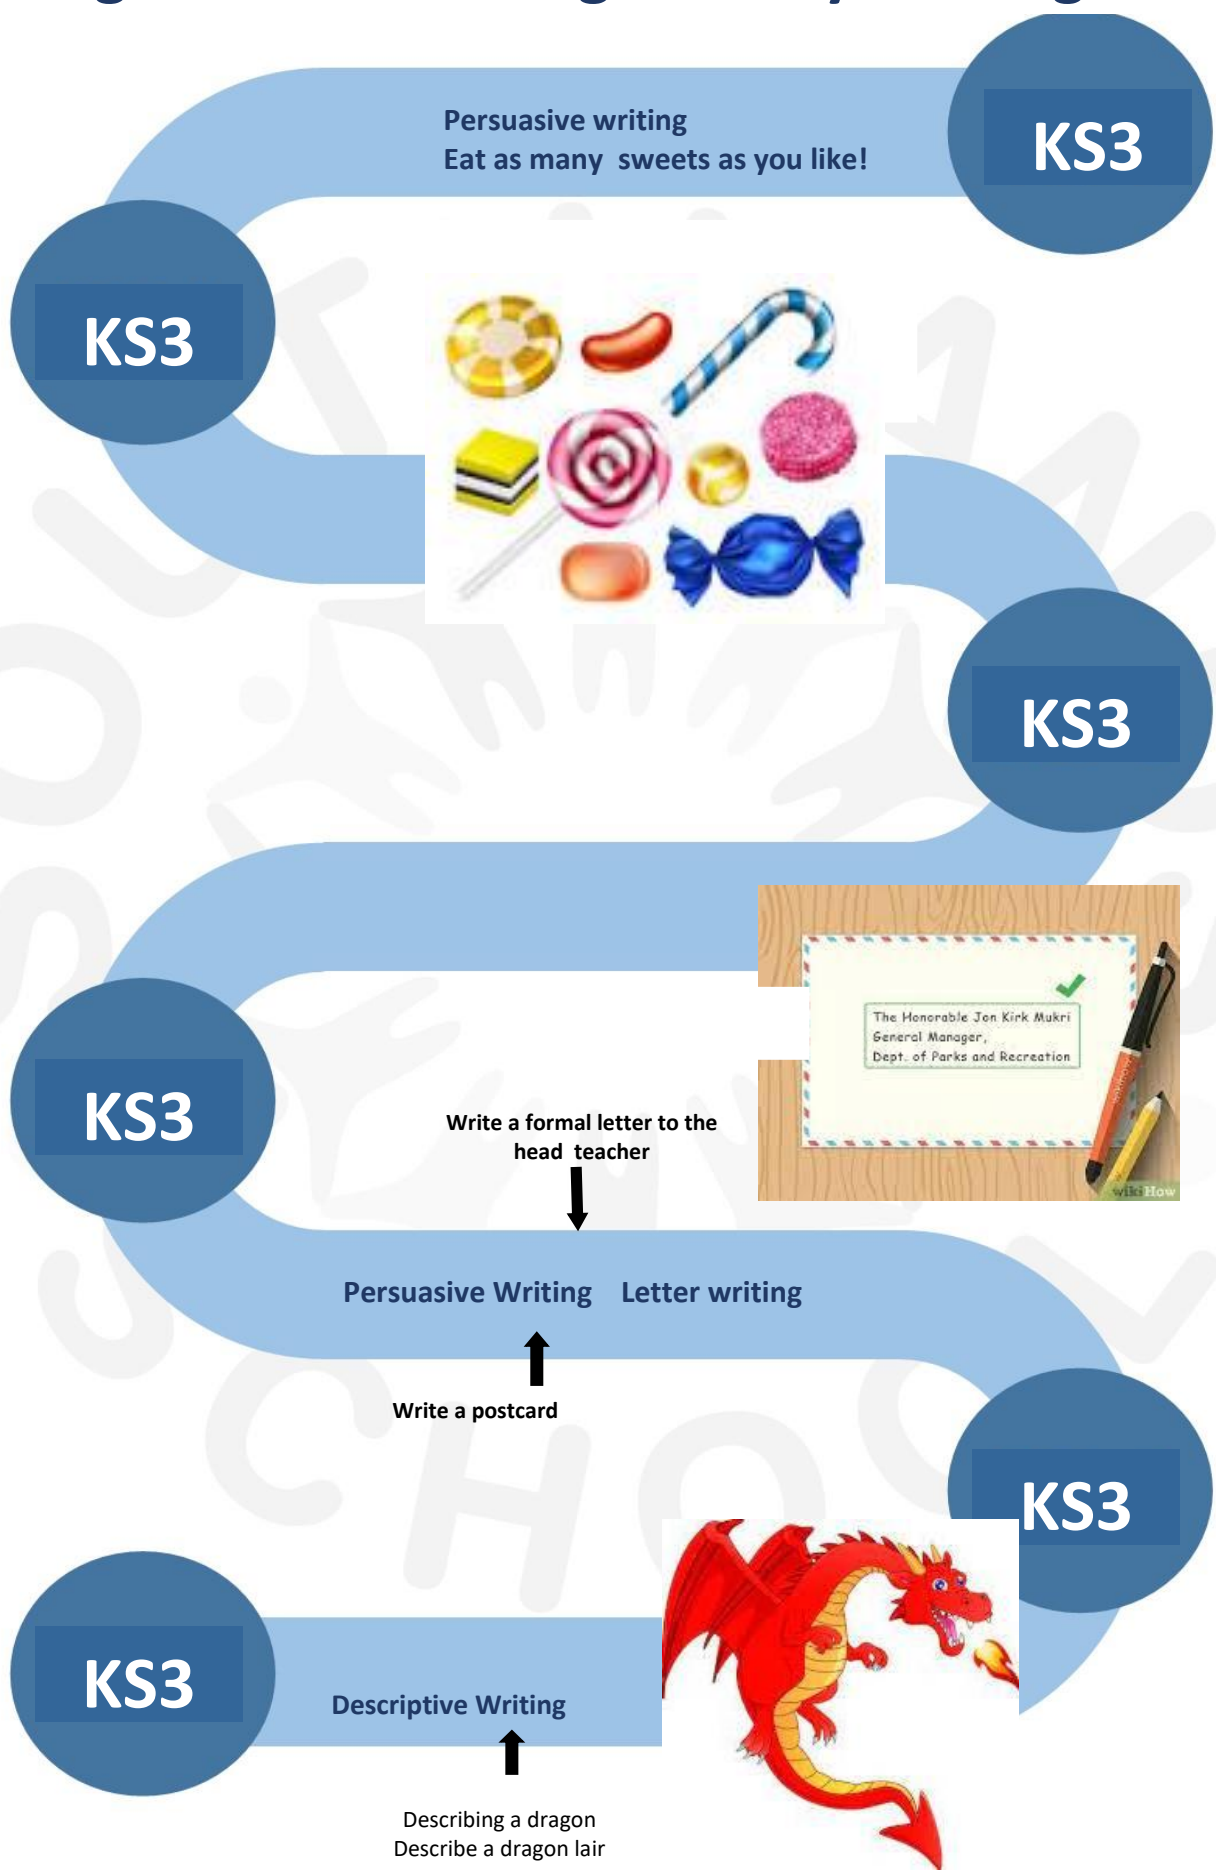 Persuasive writing
Eat as many sweets as you like!
KS3
KS3
KS3
The Honorable Jon Kirk Mukri
General Manager,
Dept. of Parks and Recreation
wikiHow
KS3
Write a formal letter to the
head teacher
Persuasive Writing Letter writing
Write a postcard
KS3
KS3
Descriptive Writing
Describing a dragon
Describe a dragon lair